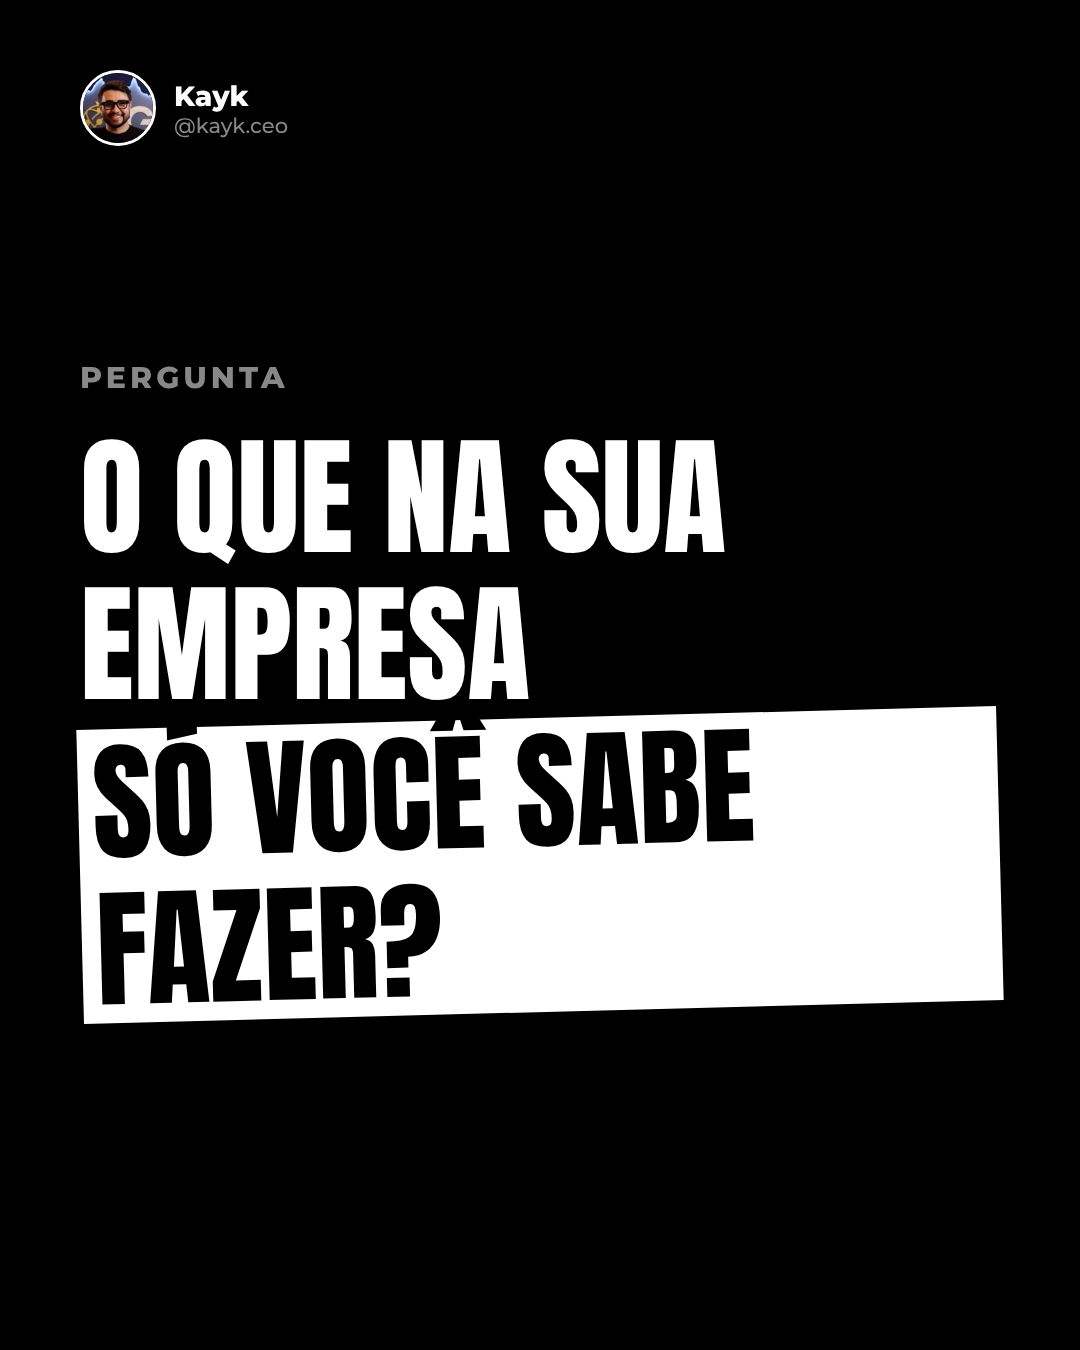 Kayk
@kayk.ceo
PERGUNTA
O QUE NA SUA
EMPRESA
SÓ VOCÊ SABE
FAZER?